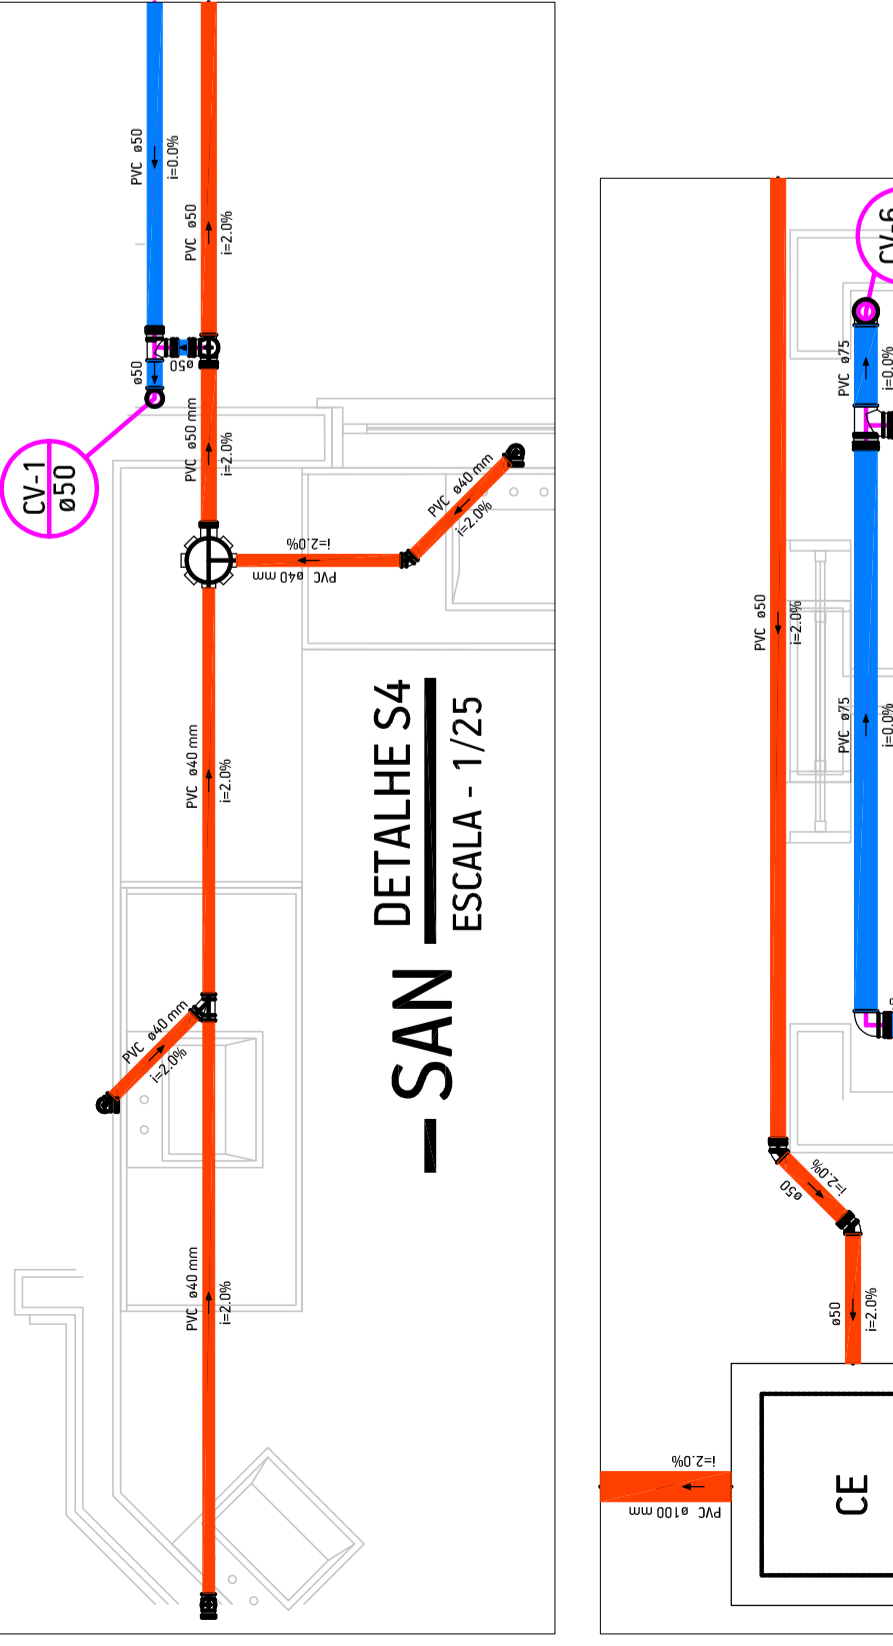 PVC ø50
i=0.0%
PVC ø50
i=2.0%
ø50
ø50
CV-1
ø50
PVC ø50 mm
i=2.0%
PVC ø40 mm
i=2.0%
PVC ø40 mm
i=2.0%
PVC ø40 mm
i=2.0%
PVC ø40 mm
i=2.0%
PVC ø40 mm
i=2.0%
SAN
DETALHE S4
ESCALA - 1/25
CV-6
PVC ø75
i=0.0%
PVC ø50
i=2.0%
PVC ø75
i=0.0%
ø50
i=2.0%
ø50
i=2.0%
PVC ø100 mm
i=2.0%
CE